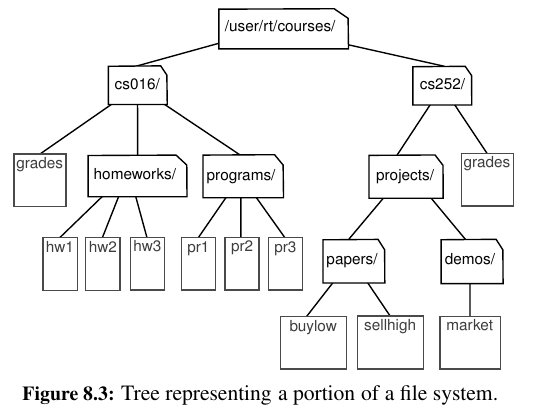 /user/rt/courses/
cs016/ cs252/
grades homeworks/ programs/ projects/ grades
hw1 hw2 hw3 pr1 pr2 pr3 papers/ demos/
buylow sellhigh market
Figure 8.3: Tree representing a portion of a file system.